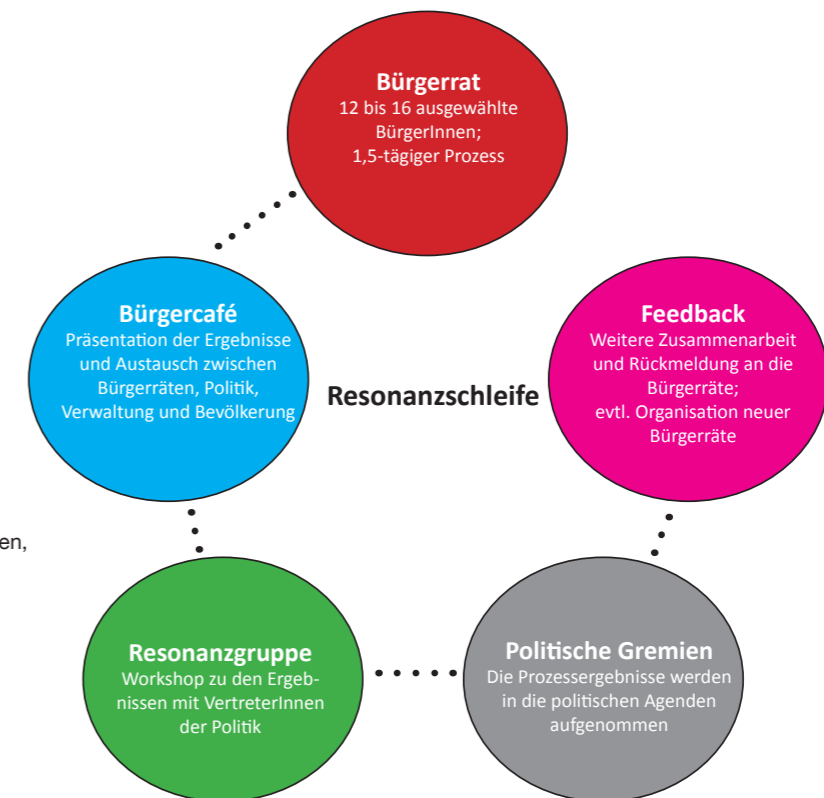 Bürgerrat
12 bis 16 ausgewählte
BürgerInnen;
1,5-tägiger Prozess
Bürgercafé
Präsentation der Ergebnisse
und Austausch zwischen
Bürgerräten, Politik,
Verwaltung und Bevölkerung
Resonanzschleife
Feedback
Weitere Zusammenarbeit
und Rückmeldung an die
Bürgerräte;
evtl. Organisation neuer
Bürgerräte
en,
Resonanzgruppe
Workshop zu den Ergeb-
nissen mit VertreterInnen
der Politik
Politische Gremien
Die Prozessergebnisse werden
in die politischen Agenden
aufgenommen